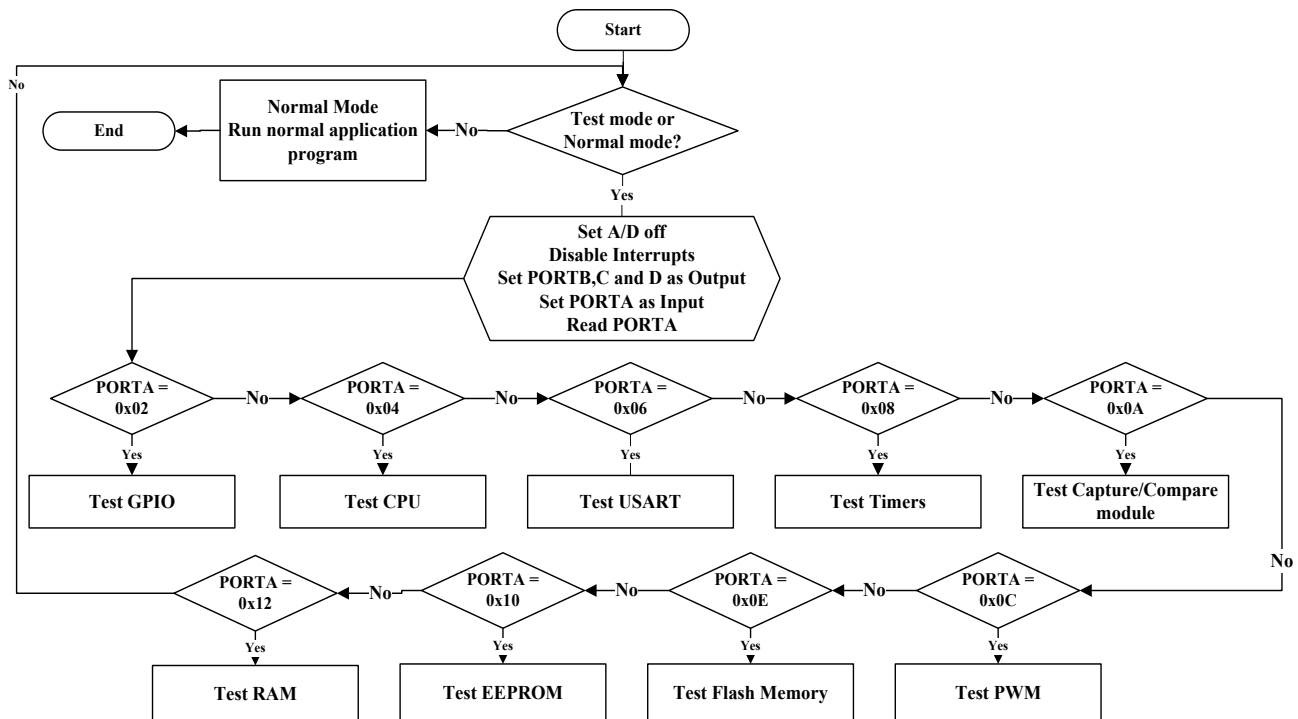 Start
No
Normal Mode
Run normal application
program
End
No
Test mode or
Normal mode?
Yes
Set A/D off
Disable Interrupts
Set PORTB,C and D as Output
Set PORTA as Input
Read PORTA
PORTA =
0x02
No
PORTA =
0x04
No
PORTA =
0x06
No
PORTA =
0x08
No
PORTA =
0x0A
Yes
Yes
Yes
Yes
Yes
Test GPIO
Test CPU
Test USART
Test Timers
Test Capture/Compare
module
No
PORTA =
0x12
No
PORTA =
0x10
No
PORTA =
0x0E
No
PORTA =
0x0C
Yes
Yes
Yes
Yes
Test RAM
Test EEPROM
Test Flash Memory
Test PWM